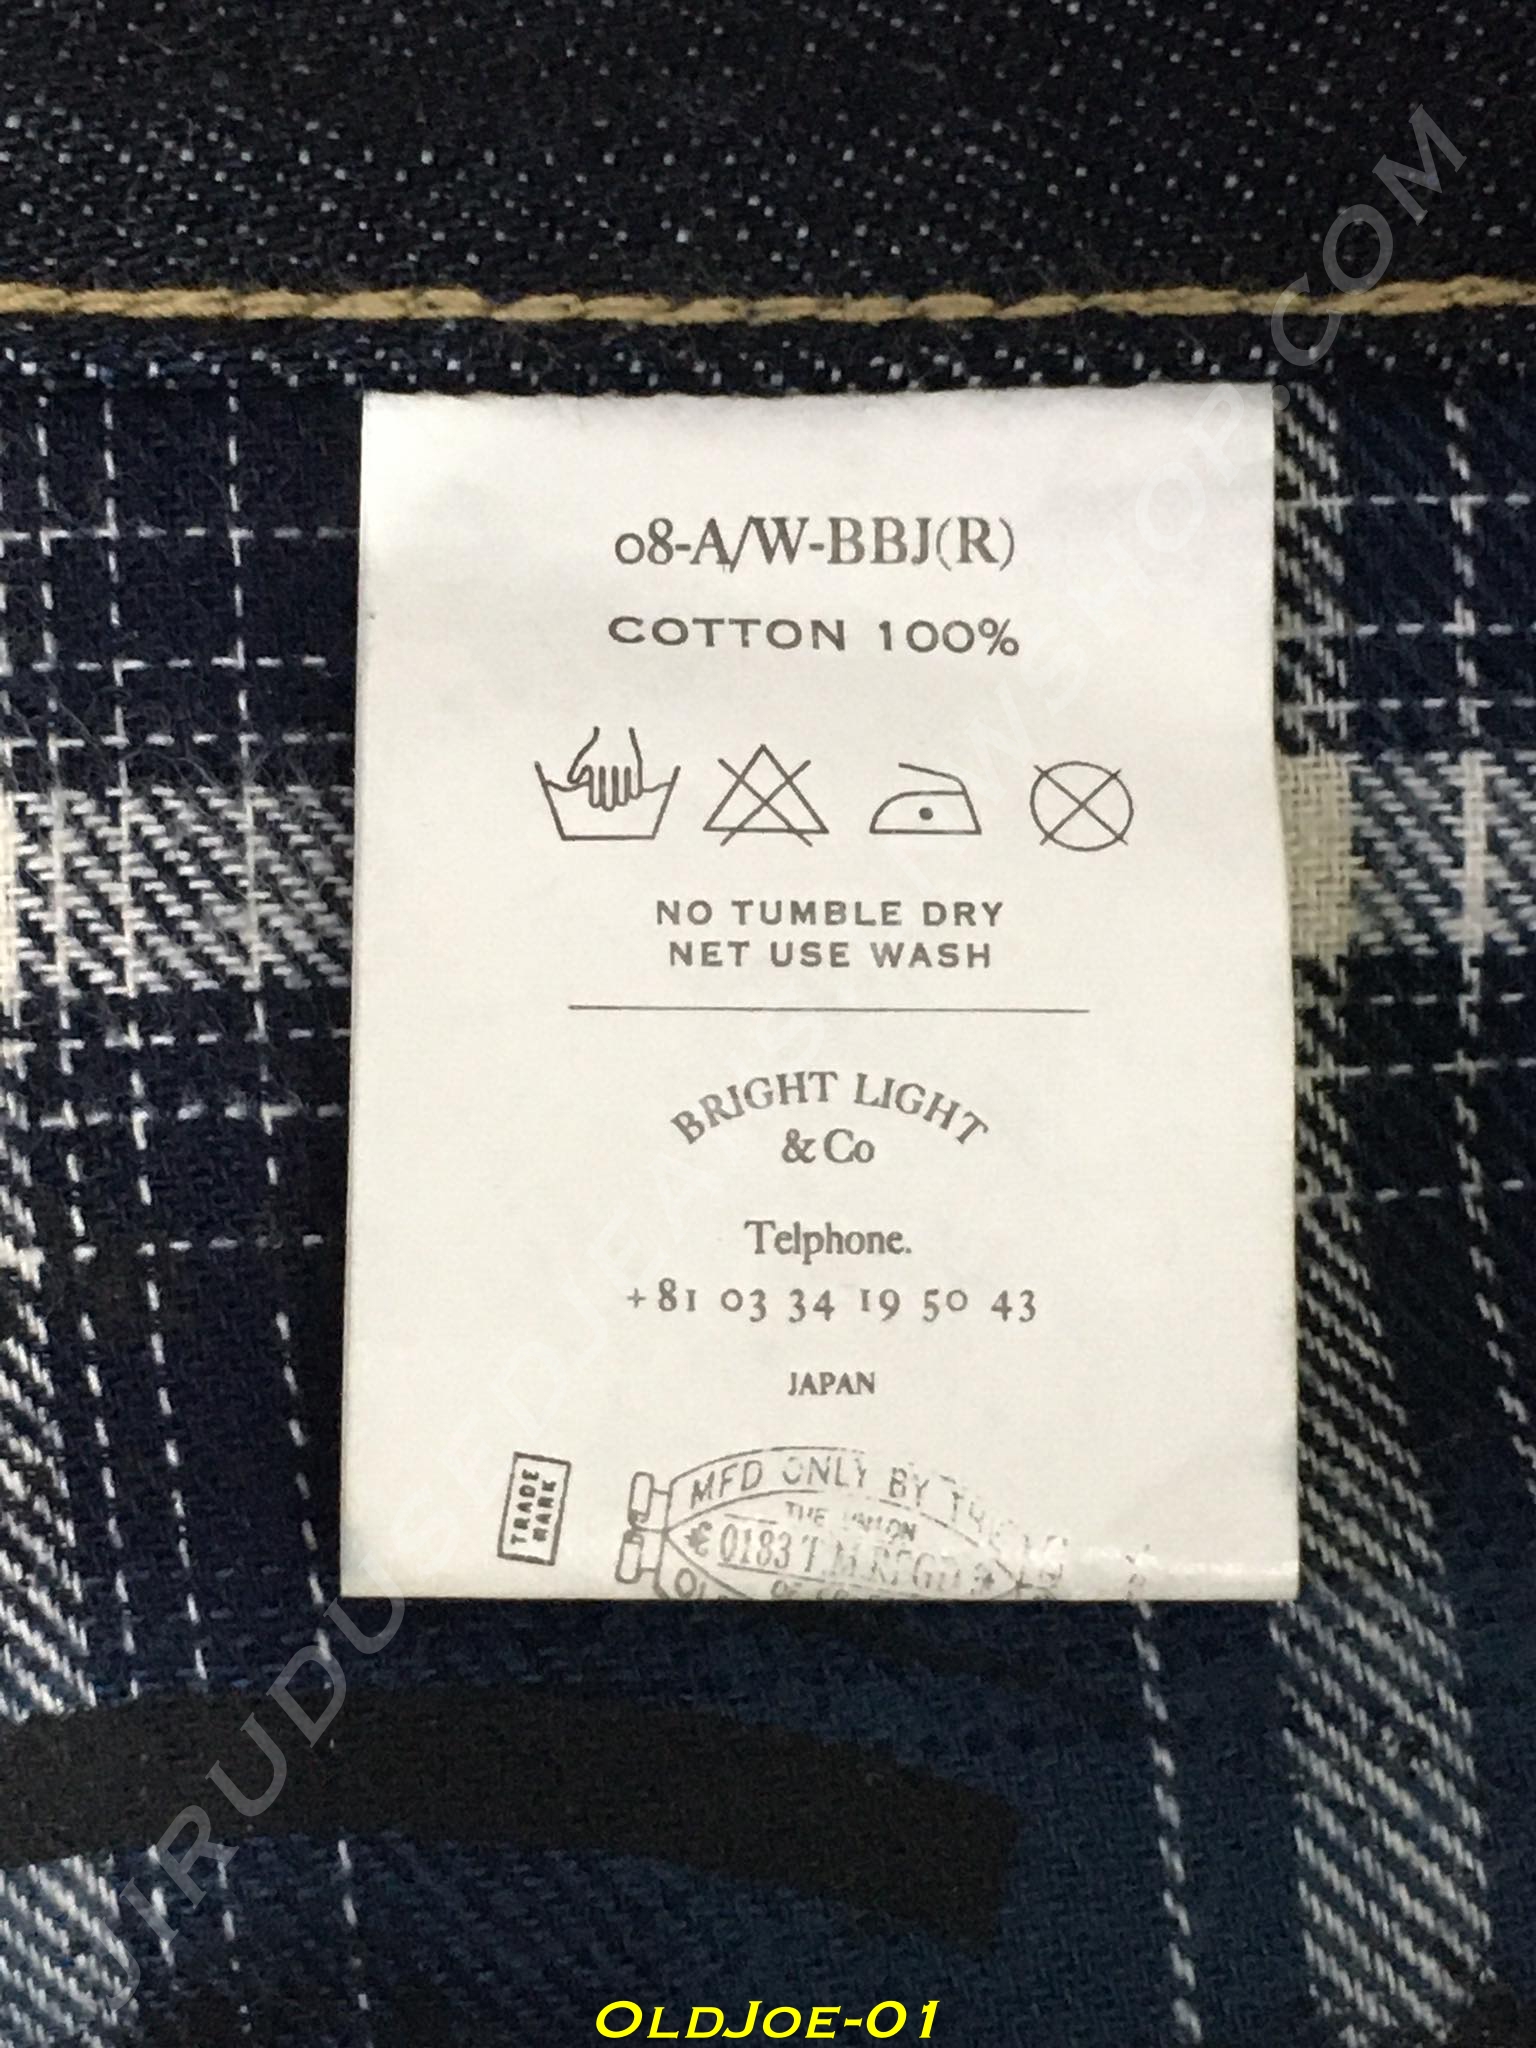 08-A/W-BBJ(R)
COTTON 100%
NO TUMBLE DRY
NET USE WASH
BRIGHT LIGHT
& Co
Telphone.
+81 03 34 19 50 43
JAPAN
TRADE
MARK
MFD ONLY BY
THE UNION
0183 T.M.RFGD
OLDJOE-01